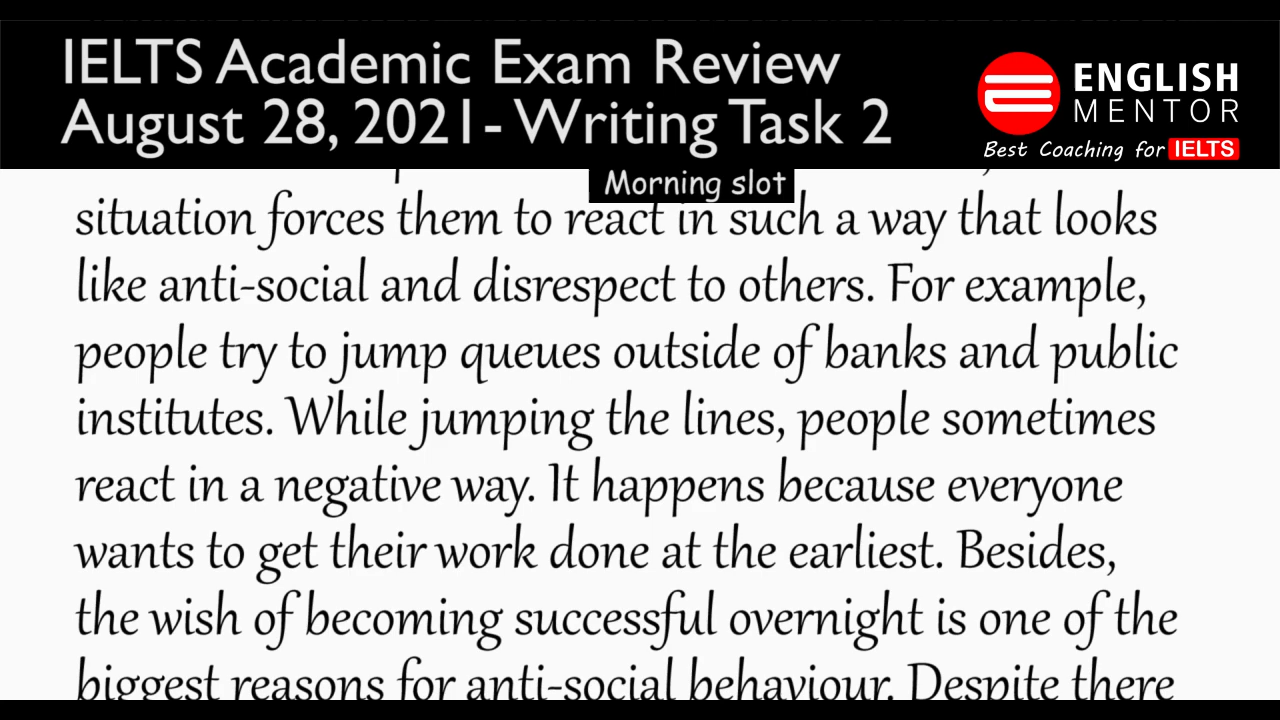 IELTS Academic Exam Review
August 28, 2021- Writing Task 2
ENGLISH
MENTOR
Best Coaching for IELTS
Morning slot
situation forces them to react in such a way that looks
like anti-social and disrespect to others. For example,
people try to jump queues outside of banks and public
institutes. While jumping the lines, people sometimes
react in a negative way. It happens because everyone
wants to get their work done at the earliest. Besides,
the wish of becoming successful overnight is one of the
biggest reasons for anti-social behaviour. Despite there